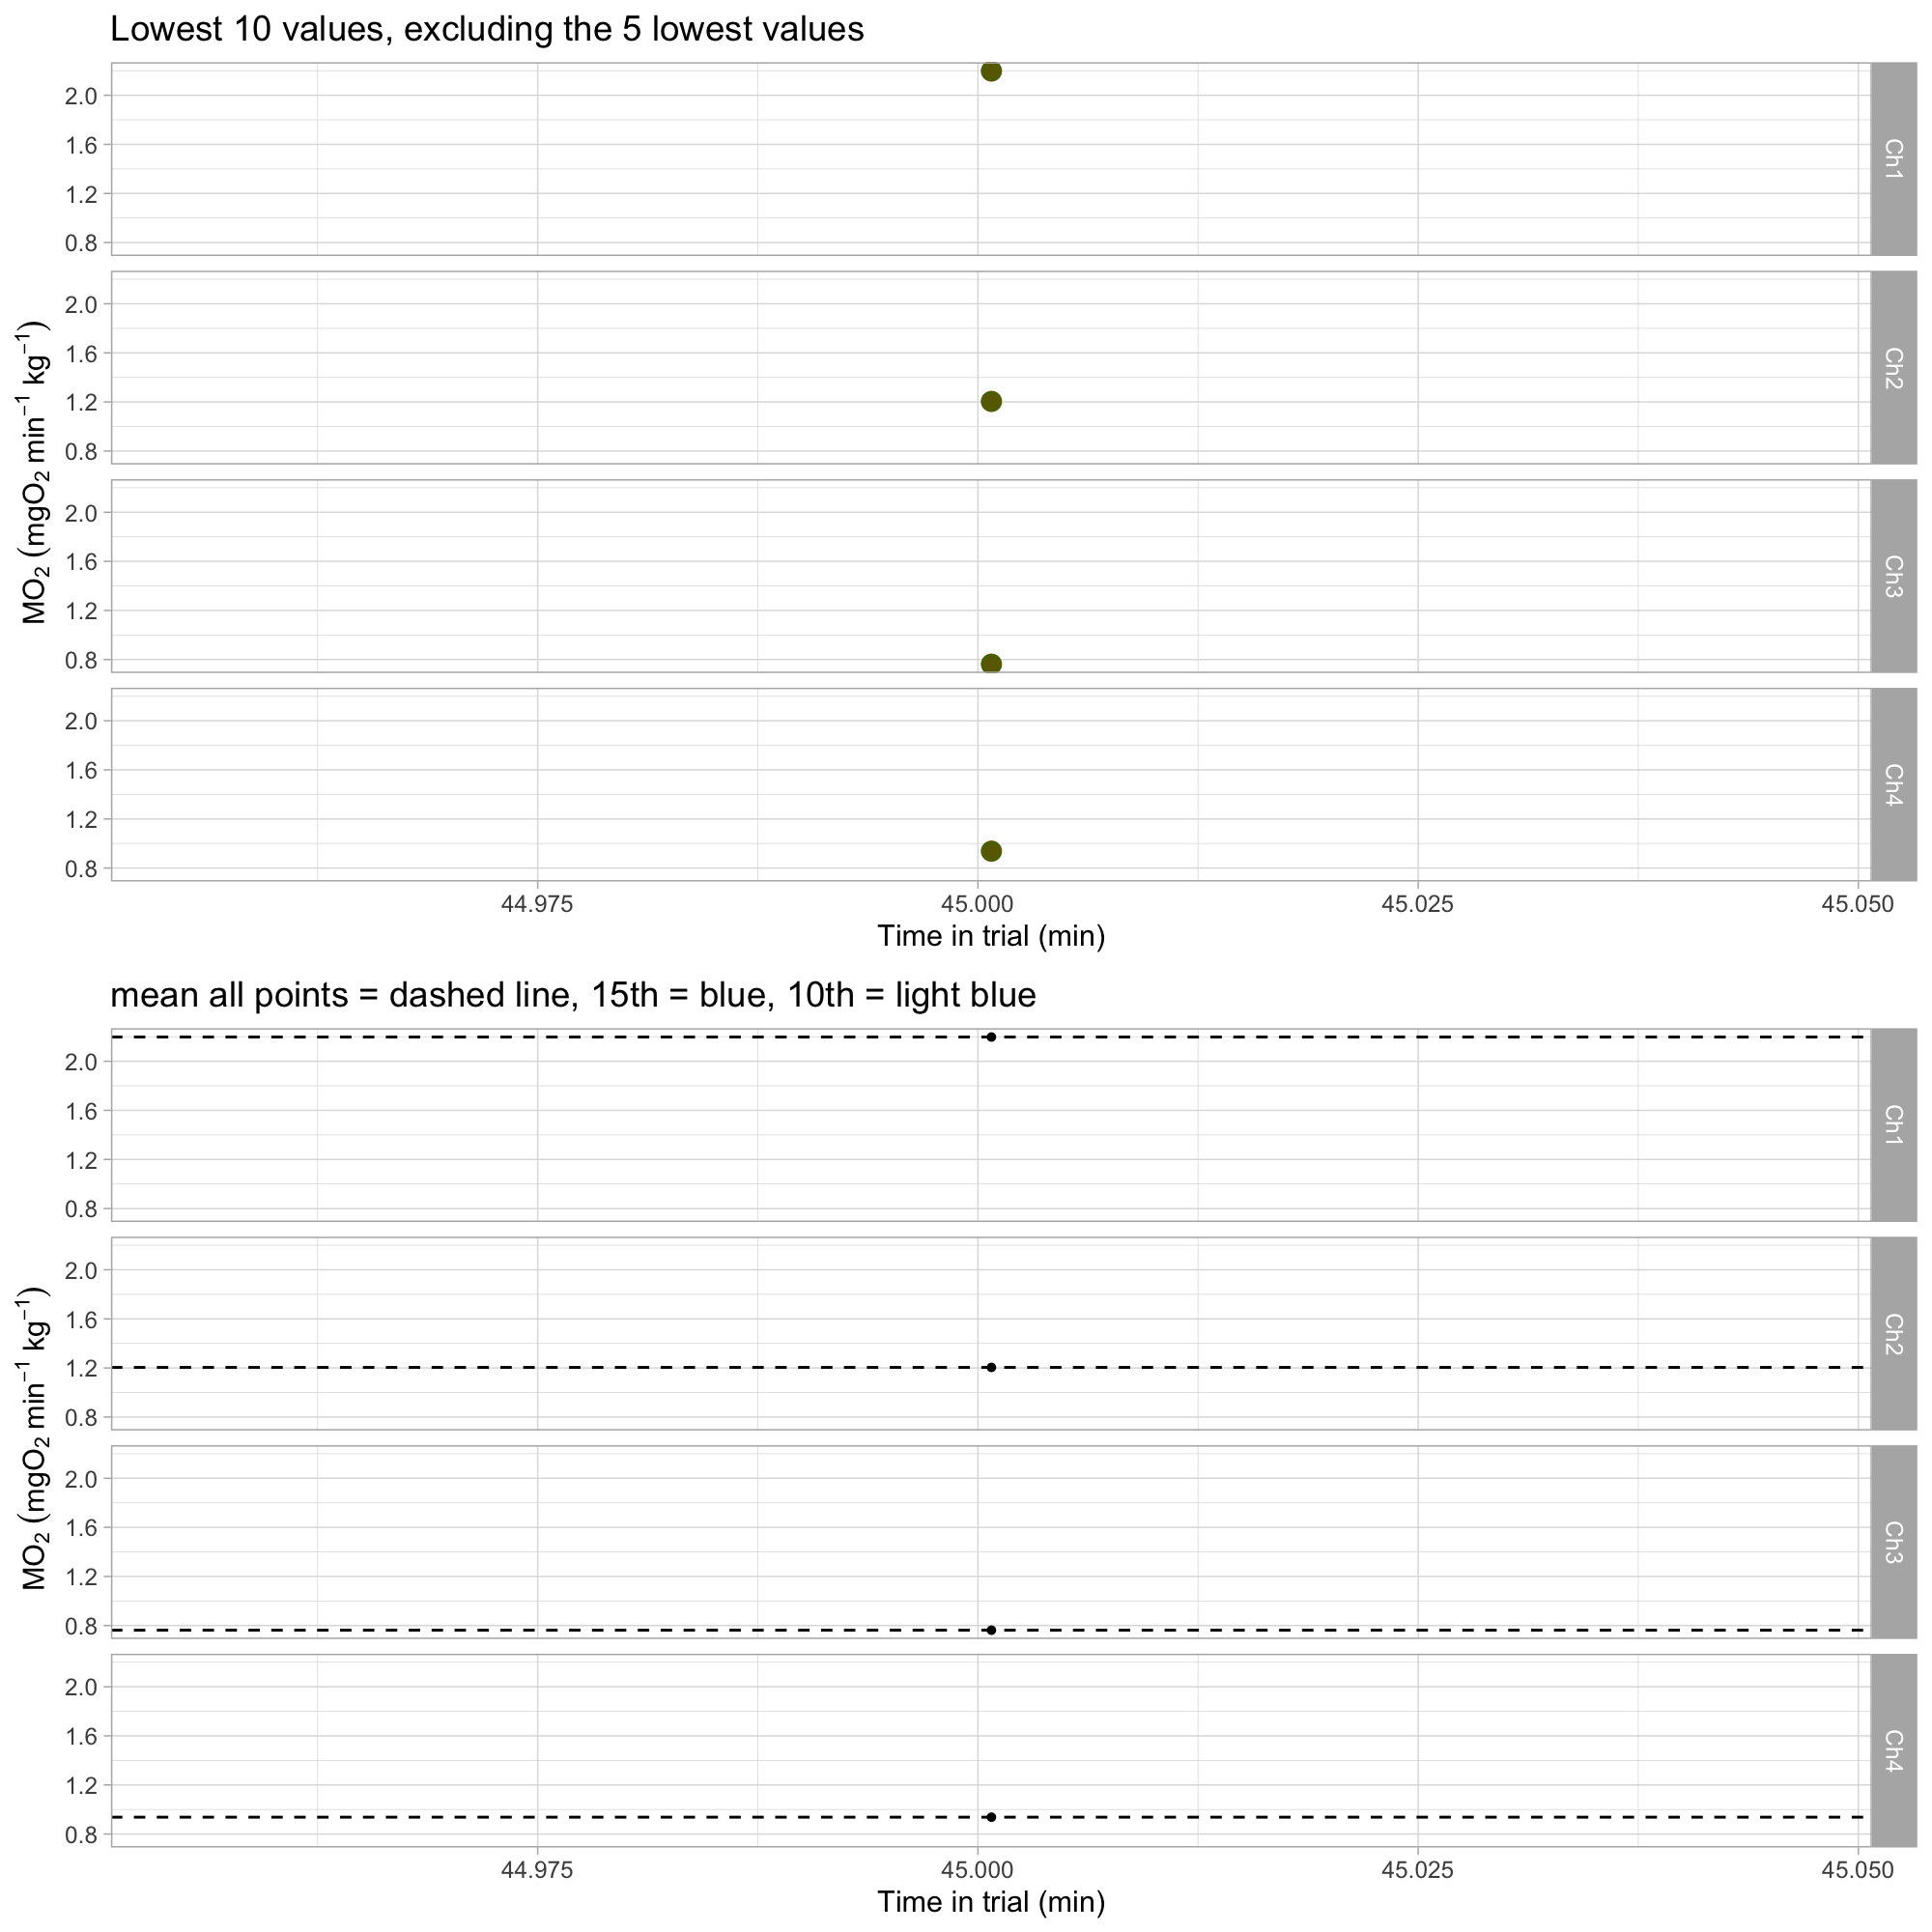 Lowest 10 values, excluding the 5 lowest values
2.0
1.6
1.2
0.8
Ch1
2.0
1.6
1.2
0.8
Ch2
2.0
1.6
1.2
0.8
Ch3
2.0
1.6
1.2
0.8
Ch4
MO₂ (mgO₂ min⁻¹ kg⁻¹)
44.975 45.000 45.025 45.050
Time in trial (min)
mean all points = dashed line, 15th = blue, 10th = light blue
2.0
1.6
1.2
0.8
Ch1
2.0
1.6
1.2
0.8
Ch2
2.0
1.6
1.2
0.8
Ch3
2.0
1.6
1.2
0.8
Ch4
MO₂ (mgO₂ min⁻¹ kg⁻¹)
44.975 45.000 45.025 45.050
Time in trial (min)